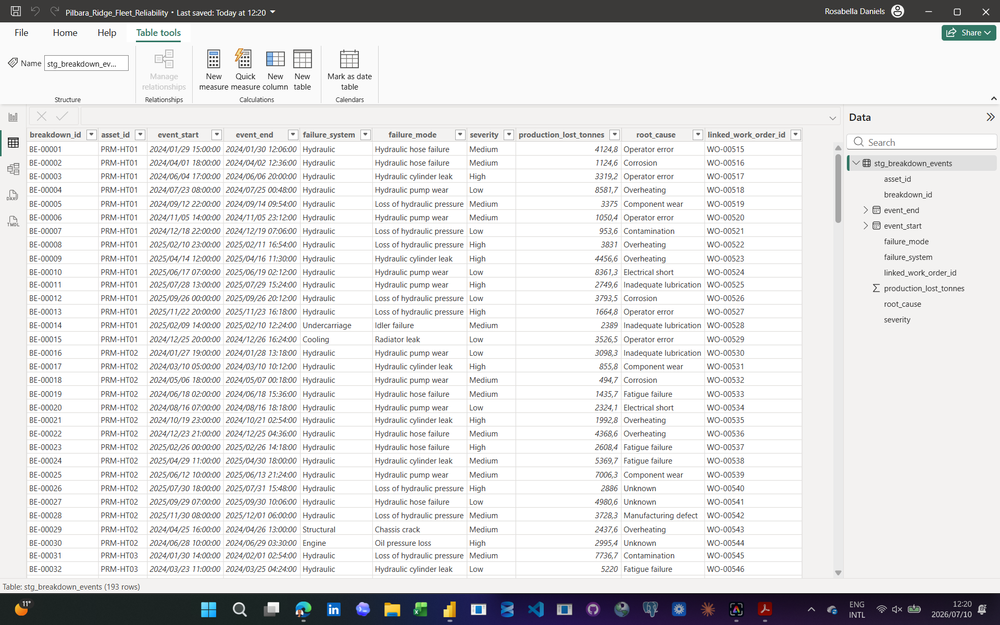 Pilbara_Ridge_Fleet_Reliability • Last saved: Today at 12:20
Rosabella Daniels
File Home Help Table tools
Share
Name stg_breakdown_ev...
Manage relationships
New measure
Quick measure
New column
New table
Mark as date table
Structure Relationships Calculations Calendars
breakdown_id asset_id event_start event_end failure_system failure_mode severity production_lost_tonnes root_cause linked_work_order_id
BE-00001 PRM-HT01 2024/01/29 15:00:00 2024/01/30 12:06:00 Hydraulic Hydraulic hose failure Medium 4124,8 Operator error WO-00515
BE-00002 PRM-HT01 2024/04/01 18:00:00 2024/04/02 12:36:00 Hydraulic Hydraulic hose failure Medium 1124,6 Corrosion WO-00516
BE-00003 PRM-HT01 2024/06/04 17:00:00 2024/06/06 20:00:00 Hydraulic Hydraulic cylinder leak High 3319,2 Operator error WO-00517
BE-00004 PRM-HT01 2024/07/23 08:00:00 2024/07/25 00:48:00 Hydraulic Hydraulic pump wear Low 8581,7 Overheating WO-00518
BE-00005 PRM-HT01 2024/09/12 22:00:00 2024/09/14 09:54:00 Hydraulic Loss of hydraulic pressure Medium 3375 Component wear WO-00519
BE-00006 PRM-HT01 2024/11/05 14:00:00 2024/11/05 23:12:00 Hydraulic Hydraulic pump wear Medium 1050,4 Operator error WO-00520
BE-00007 PRM-HT01 2024/12/18 22:00:00 2024/12/19 07:06:00 Hydraulic Loss of hydraulic pressure Low 953,6 Contamination WO-00521
BE-00008 PRM-HT01 2025/02/10 23:00:00 2025/02/11 16:54:00 Hydraulic Loss of hydraulic pressure High 3831 Overheating WO-00522
BE-00009 PRM-HT01 2025/04/14 12:00:00 2025/04/16 11:30:00 Hydraulic Hydraulic cylinder leak High 4456,6 Overheating WO-00523
BE-00010 PRM-HT01 2025/06/17 07:00:00 2025/06/19 02:12:00 Hydraulic Hydraulic pump wear Low 8361,3 Electrical short WO-00524
BE-00011 PRM-HT01 2025/07/28 13:00:00 2025/07/29 15:24:00 Hydraulic Hydraulic pump wear High 2749,6 Inadequate lubrication WO-00525
BE-00012 PRM-HT01 2025/09/26 00:00:00 2025/09/26 20:12:00 Hydraulic Loss of hydraulic pressure Low 3793,5 Corrosion WO-00526
BE-00013 PRM-HT01 2025/11/22 20:00:00 2025/11/23 16:18:00 Hydraulic Loss of hydraulic pressure High 1664,8 Operator error WO-00527
BE-00014 PRM-HT01 2025/02/09 14:00:00 2025/02/10 12:24:00 Undercarriage Idler failure Medium 2389 Inadequate lubrication WO-00528
BE-00015 PRM-HT01 2024/12/25 20:00:00 2024/12/26 16:24:00 Cooling Radiator leak Low 3526,5 Operator error WO-00529
BE-00016 PRM-HT02 2024/01/27 19:00:00 2024/01/28 13:18:00 Hydraulic Hydraulic pump wear Low 3098,3 Inadequate lubrication WO-00530
BE-00017 PRM-HT02 2024/03/10 05:00:00 2024/03/10 10:12:00 Hydraulic Hydraulic cylinder leak High 855,8 Component wear WO-00531
BE-00018 PRM-HT02 2024/05/06 18:00:00 2024/05/07 00:18:00 Hydraulic Hydraulic pump wear Medium 494,7 Corrosion WO-00532
BE-00019 PRM-HT02 2024/06/18 02:00:00 2024/06/18 15:36:00 Hydraulic Hydraulic hose failure Medium 1435,7 Fatigue failure WO-00533
BE-00020 PRM-HT02 2024/08/16 07:00:00 2024/08/16 18:18:00 Hydraulic Hydraulic pump wear Low 2324,1 Electrical short WO-00534
BE-00021 PRM-HT02 2024/10/19 23:00:00 2024/10/21 02:54:00 Hydraulic Hydraulic cylinder leak High 1992,8 Overheating WO-00535
BE-00022 PRM-HT02 2024/12/23 21:00:00 2024/12/25 04:36:00 Hydraulic Hydraulic hose failure Medium 4368,6 Overheating WO-00536
BE-00023 PRM-HT02 2025/02/26 00:00:00 2025/02/26 14:18:00 Hydraulic Hydraulic hose failure High 2608,4 Fatigue failure WO-00537
BE-00024 PRM-HT02 2025/04/29 11:00:00 2025/04/30 18:00:00 Hydraulic Hydraulic cylinder leak Medium 5369,7 Fatigue failure WO-00538
BE-00025 PRM-HT02 2025/06/12 10:00:00 2025/06/13 21:24:00 Hydraulic Hydraulic pump wear Medium 7006,3 Component wear WO-00539
BE-00026 PRM-HT02 2025/07/30 18:00:00 2025/07/31 15:48:00 Hydraulic Loss of hydraulic pressure High 2886 Unknown WO-00540
BE-00027 PRM-HT02 2025/09/29 07:00:00 2025/09/30 10:06:00 Hydraulic Hydraulic hose failure Low 4980,6 Unknown WO-00541
BE-00028 PRM-HT02 2025/11/30 08:00:00 2025/12/01 06:00:00 Hydraulic Loss of hydraulic pressure Medium 3728,3 Manufacturing defect WO-00542
BE-00029 PRM-HT02 2024/04/25 16:00:00 2024/04/26 13:00:00 Structural Chassis crack Medium 2437,6 Overheating WO-00543
BE-00030 PRM-HT02 2024/06/28 10:00:00 2024/06/29 03:30:00 Engine Oil pressure loss High 2995,4 Unknown WO-00544
BE-00031 PRM-HT03 2024/01/30 14:00:00 2024/02/01 02:54:00 Hydraulic Loss of hydraulic pressure Medium 7736,7 Contamination WO-00545
BE-00032 PRM-HT03 2024/03/23 11:00:00 2024/03/25 04:24:00 Hydraulic Hydraulic cylinder leak Low 5220 Fatigue failure WO-00546
Data
Search
stg_breakdown_events
asset_id
breakdown_id
event_end
event_start
failure_mode
failure_system
linked_work_order_id
production_lost_tonnes
root_cause
severity
DAX
TMDL
Table: stg_breakdown_events (193 rows)
11°
ENG
INTL
12:20
2026/07/10